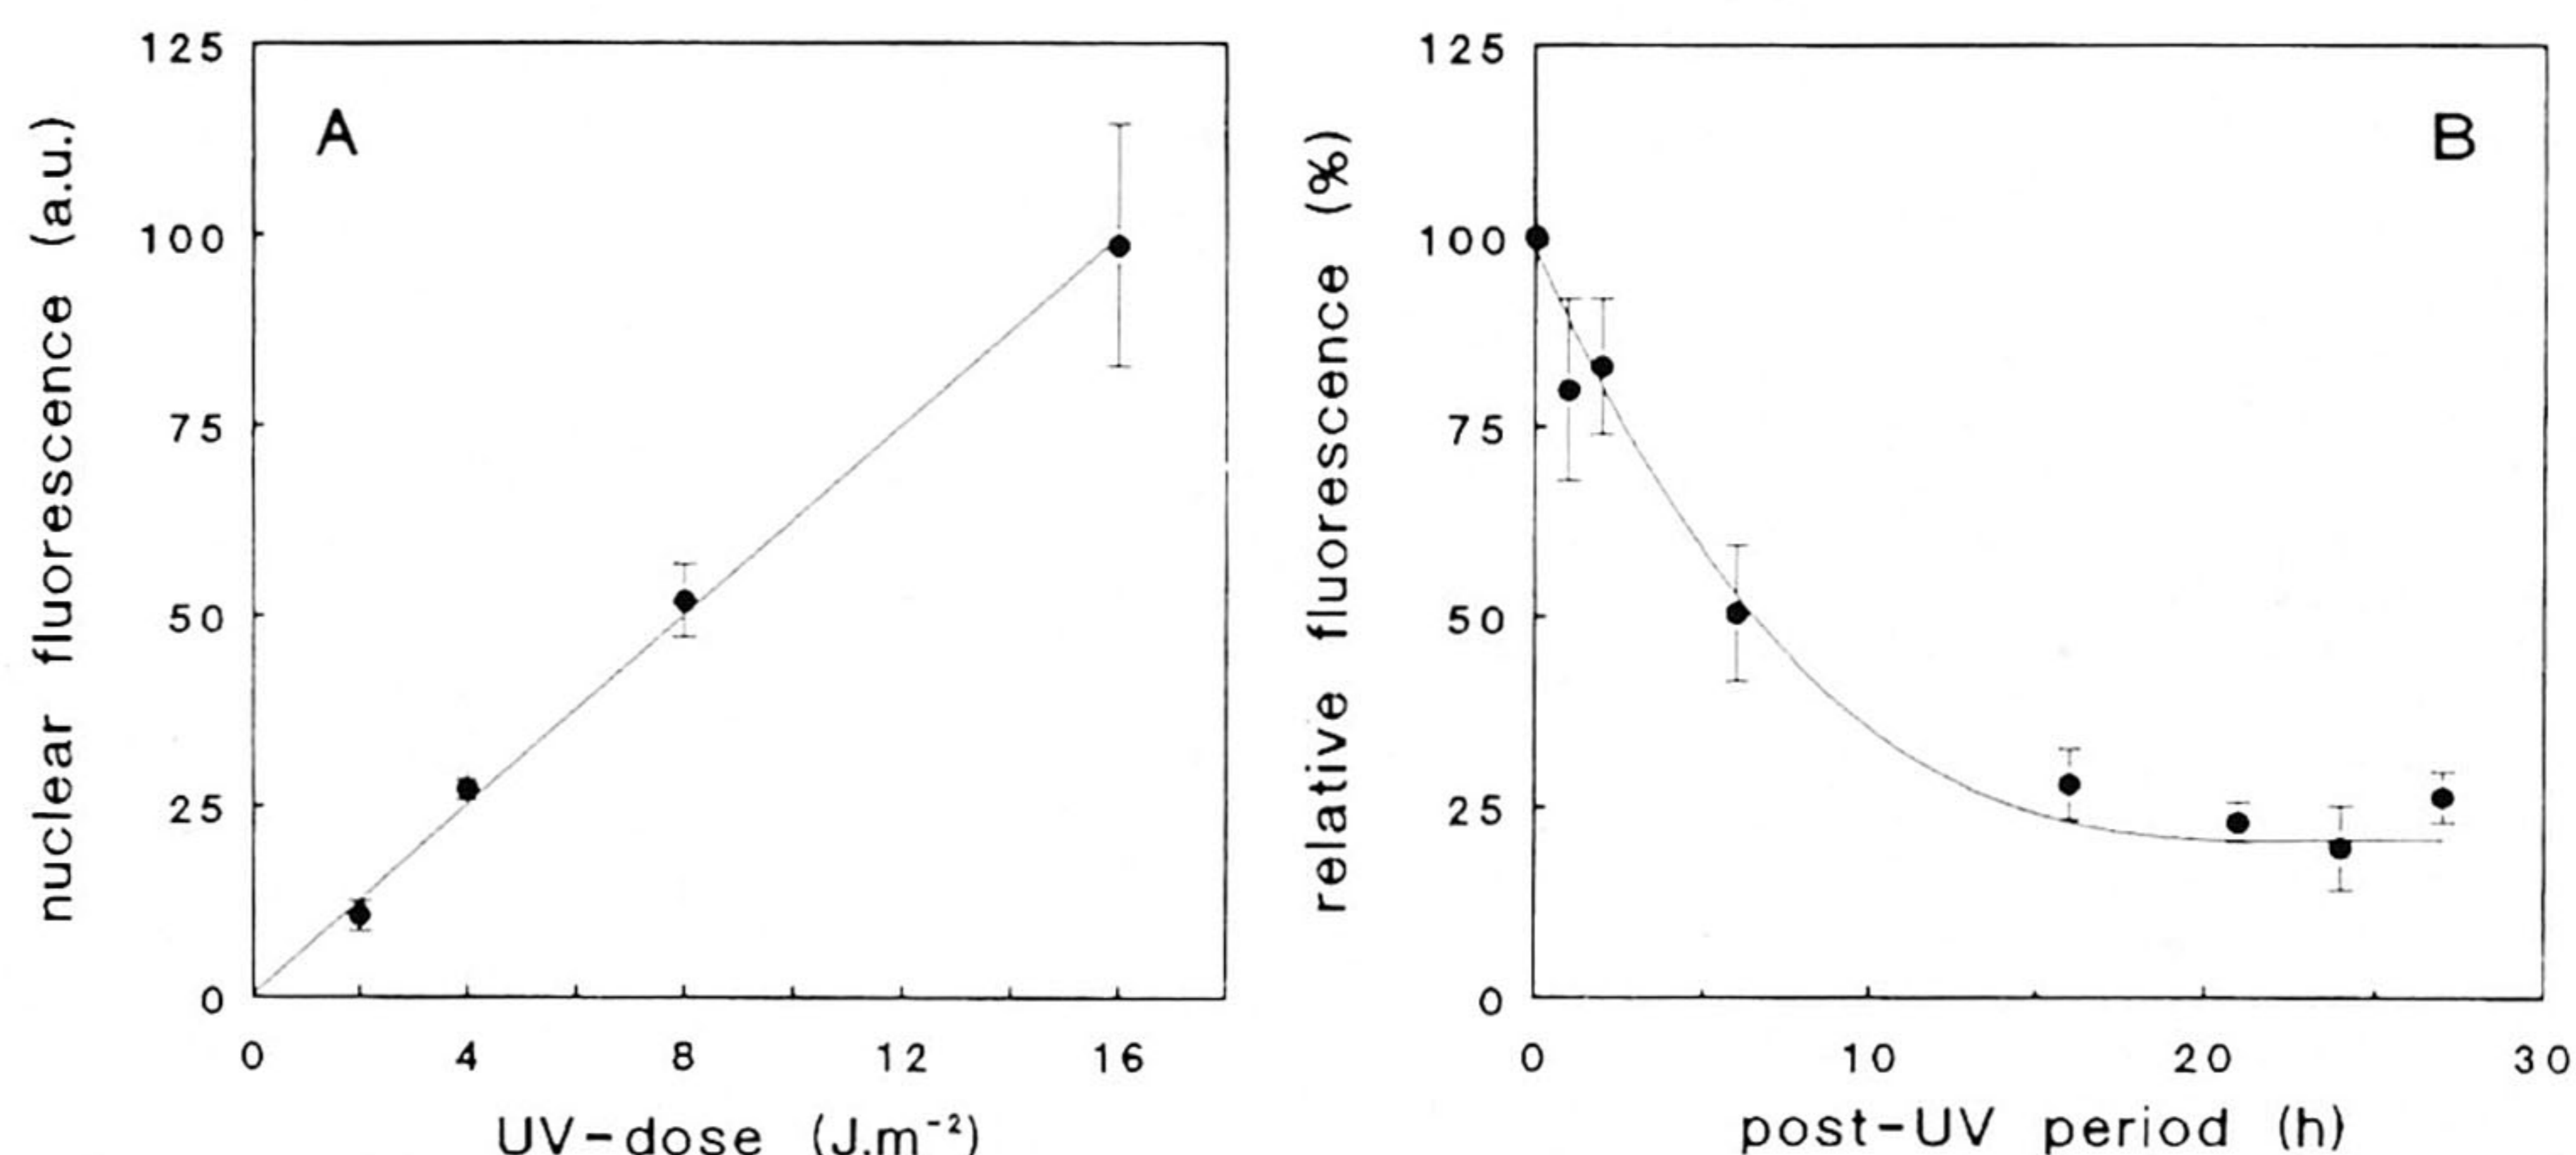 A
nuclear fluorescence (a.u.)
125
100
75
50
25
0
0 4 8 12 16
UV-dose (J.m⁻²)
B
relative fluorescence (%)
125
100
75
50
25
0
0 10 20 30
post-UV period (h)